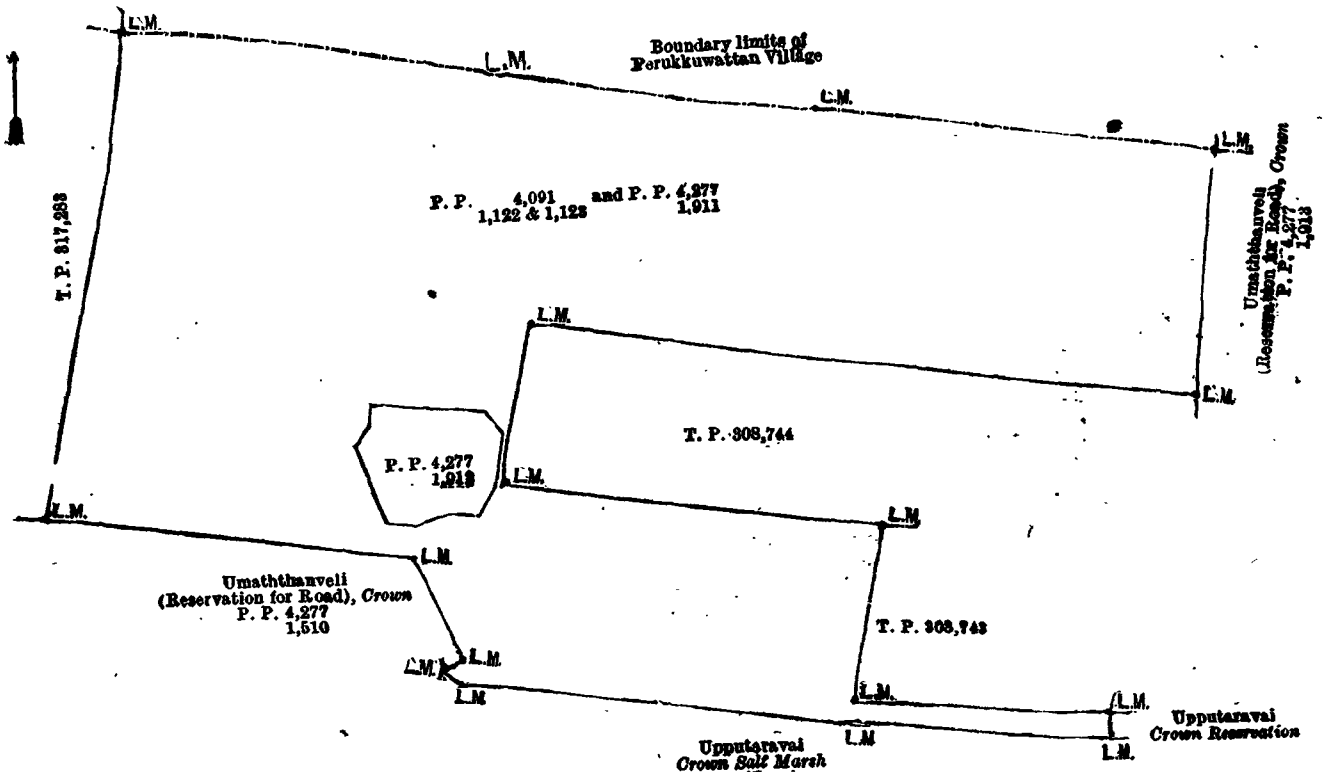 L.M.
Boundary limits of
Perukkuwattan Village
L.M.
L.M.
L.M.
T. P. 317,283
P. P. 4,091 and P. P. 4,277
1,122 & 1,123 1,911
Umaththanveli
(Reservation for Road), Crown
P. P. 4,277
1,913
L.M.
L.M.
T. P. 308,744
P. P. 4,277
1,912
L.M.
L.M.
L.M.
L.M.
Umaththanveli
(Reservation for Road), Crown
P. P. 4,277
1,510
T. P. 308,743
L.M.
L.M.
L.M
L.M.
L.M.
Upputaravai
Crown Reservation
L.M
L.M.
Upputaravai
Crown Salt Marsh